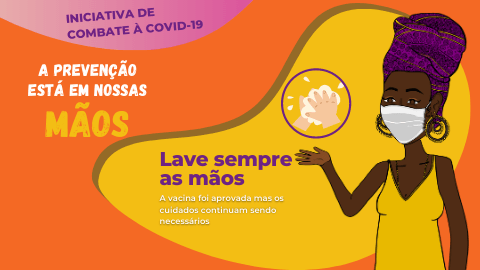 INICIATIVA DE
COMBATE À COVID-19
A PREVENÇÃO
ESTÁ EM NOSSAS
MÃOS
Lave sempre
as mãos
A vacina foi aprovada mas os
cuidados continuam sendo
necessários